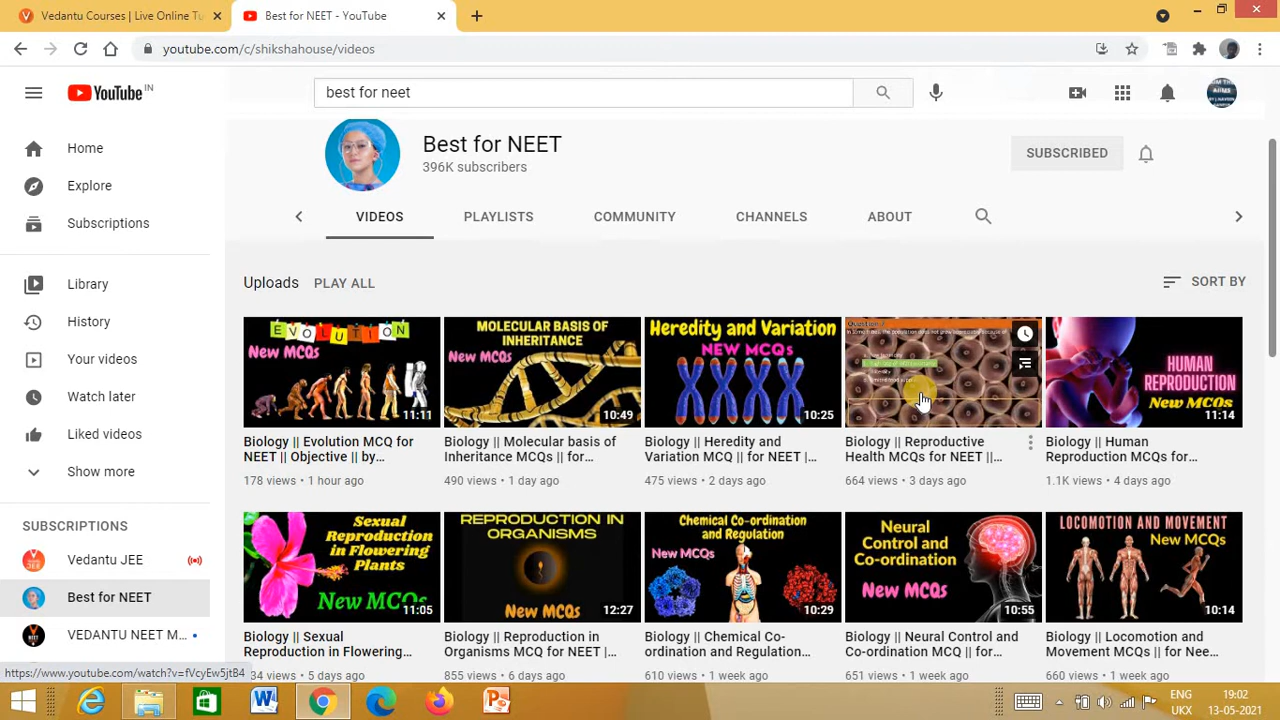 Vedantu Courses | Live Online Tu
Best for NEET - YouTube
youtube.com/c/shikshahouse/videos
YouTube IN
best for neet
Home
Explore
Subscriptions
Library
History
Your videos
Watch later
Liked videos
Show more
SUBSCRIPTIONS
Vedantu JEE
Best for NEET
VEDANTU NEET M...
Best for NEET
396K subscribers
SUBSCRIBED
VIDEOS
PLAYLISTS
COMMUNITY
CHANNELS
ABOUT
Uploads
PLAY ALL
SORT BY
EVOLUTION
New MCQs
11:11
Biology || Evolution MCQ for
NEET || Objective || by...
178 views • 1 hour ago
MOLECULAR BASIS OF
INHERITANCE
New MCQs
10:49
Biology || Molecular basis of
Inheritance MCQs || for...
490 views • 1 day ago
Heredity and Variation
NEW MCQs
10:25
Biology || Heredity and
Variation MCQ || for NEET |...
475 views • 2 days ago
Biology || Reproductive
Health MCQs for NEET ||...
664 views • 3 days ago
HUMAN
REPRODUCTION
New MCQs
11:14
Biology || Human
Reproduction MCQs for...
1.1K views • 4 days ago
Sexual
Reproduction
in Flowering
Plants
New MCQs
11:05
Biology || Sexual
Reproduction in Flowering...
34 views • 5 days ago
REPRODUCTION IN
ORGANISMS
New MCQs
12:27
Biology || Reproduction in
Organisms MCQ for NEET |...
855 views • 6 days ago
Chemical Co-ordination
and Regulation
New MCQs
10:29
Biology || Chemical Co-
ordination and Regulation...
610 views • 1 week ago
Neural
Control and
Co-ordination
New MCQs
10:55
Biology || Neural Control and
Co-ordination MCQ || for...
651 views • 1 week ago
LOCOMOTION AND MOVEMENT
New MCQs
10:14
Biology || Locomotion and
Movement MCQs || for Nee...
660 views • 1 week ago
https://www.youtube.com/watch?v=fVcyEw5jtB4
ENG
UKX
19:02
13-05-2021